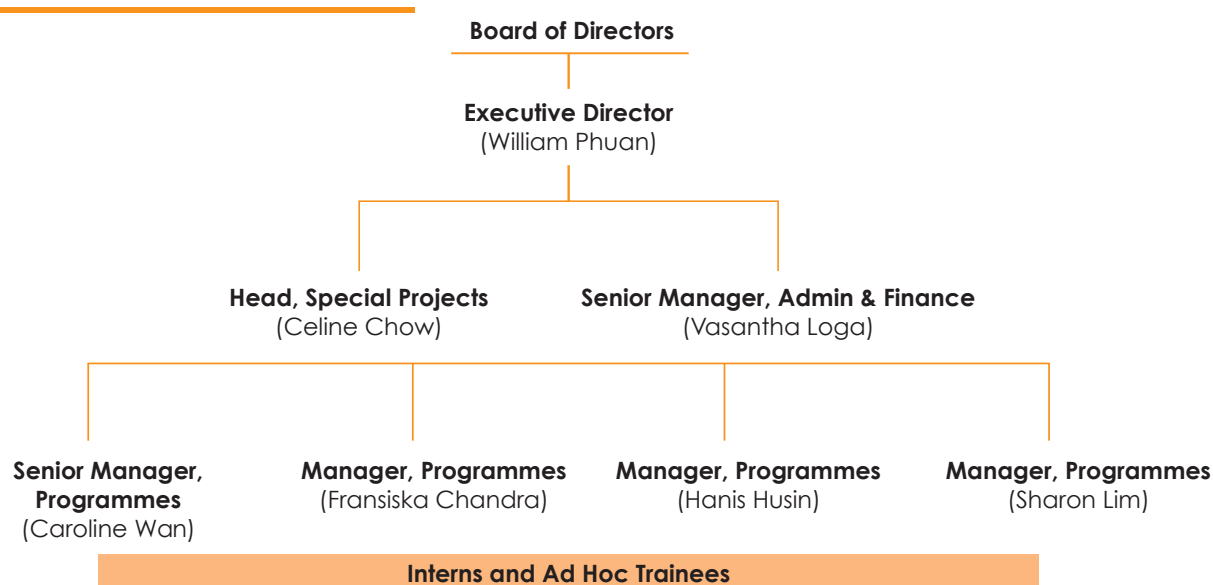 Board of Directors
Executive Director
(William Phuan)
Head, Special Projects
(Celine Chow)
Senior Manager, Admin & Finance
(Vasantha Loga)
Senior Manager,
Programmes
(Caroline Wan)
Manager, Programmes
(Fransiska Chandra)
Manager, Programmes
(Hanis Husin)
Manager, Programmes
(Sharon Lim)
Interns and Ad Hoc Trainees